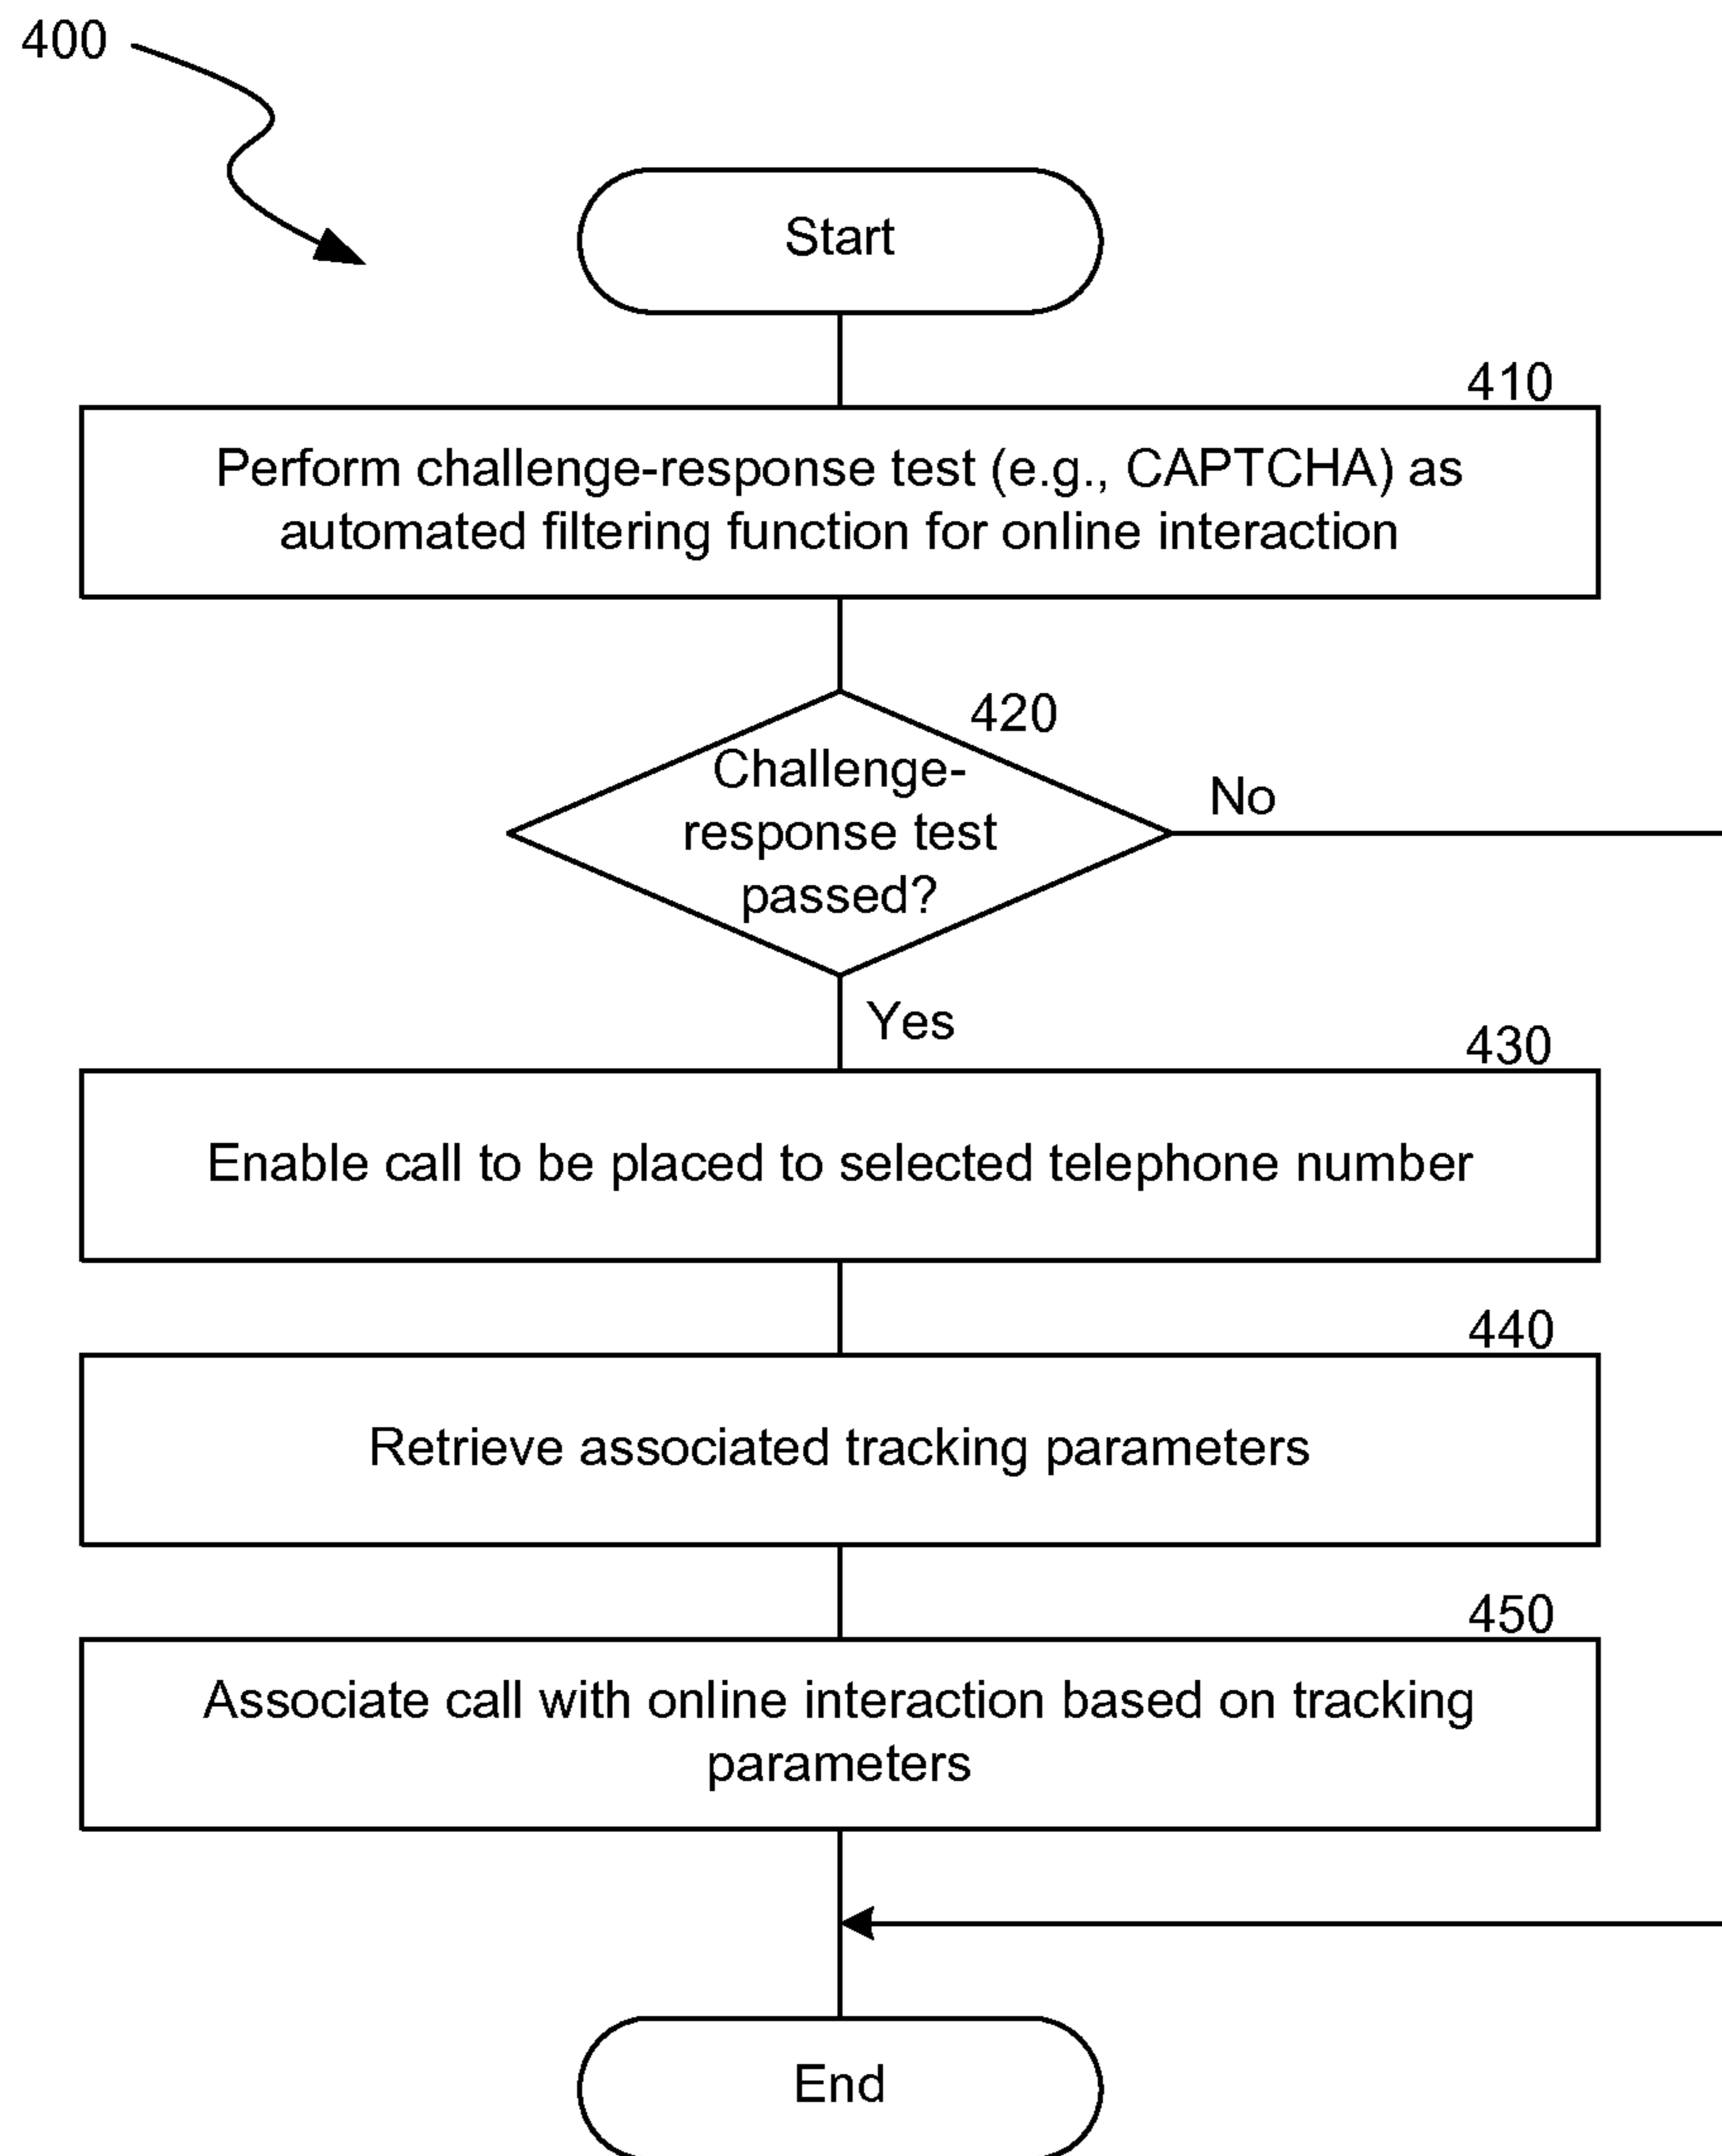 400
Start
410
Perform challenge-response test (e.g., CAPTCHA) as
automated filtering function for online interaction
420
Challenge-
response test
passed?
No
Yes
430
Enable call to be placed to selected telephone number
440
Retrieve associated tracking parameters
450
Associate call with online interaction based on tracking
parameters
End